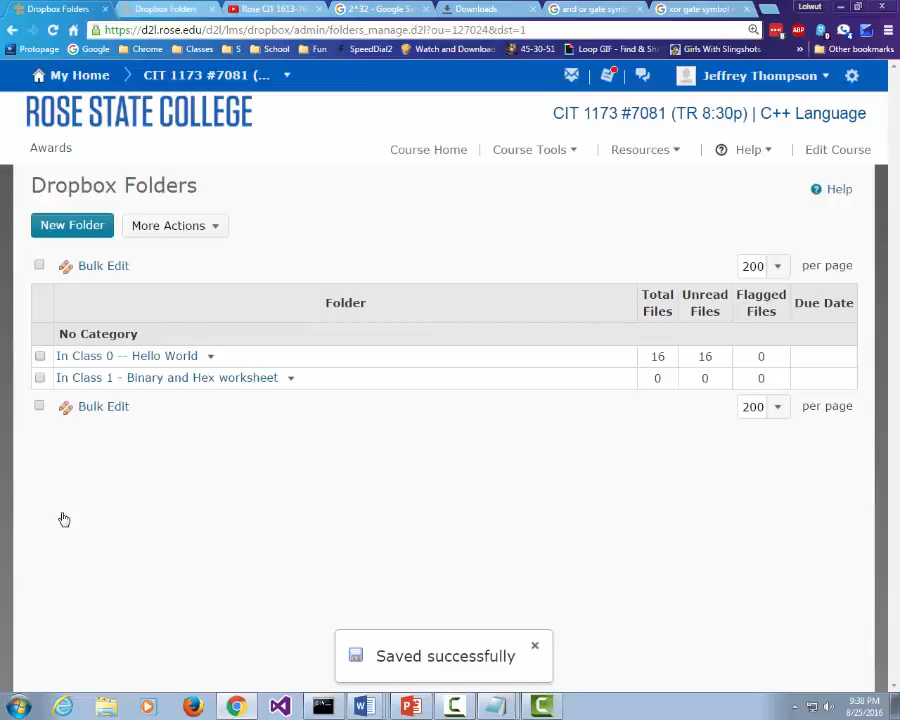 Dropbox Folders -
Dropbox Folders
Rose CIT 1613-7
2^32 - Google Se
Downloads
and or gate symb
xor gate symbol -
Lolwut
https://d2l.rose.edu/d2l/lms/dropbox/admin/folders_manage.d2l?ou=127024&dst=1
ABP
Protopage
Google
Chrome
Classes
S
School
Fun
SpeedDial2
Watch and Downloa
45-30-51
Loop GIF - Find & Sha
Girls With Slingshots
»
Other bookmarks
My Home
CIT 1173 #7081 (...
Jeffrey Thompson
ROSE STATE COLLEGE
CIT 1173 #7081 (TR 8:30p) | C++ Language
Awards
Course Home
Course Tools
Resources
Help
Edit Course
Dropbox Folders
Help
New Folder
More Actions
Bulk Edit
200 per page
Folder
Total Files
Unread Files
Flagged Files
Due Date
No Category
In Class 0 -- Hello World
16
16
0
In Class 1 - Binary and Hex worksheet
0
0
0
Bulk Edit
200 per page
Saved successfully
9:38 PM
8/25/2016